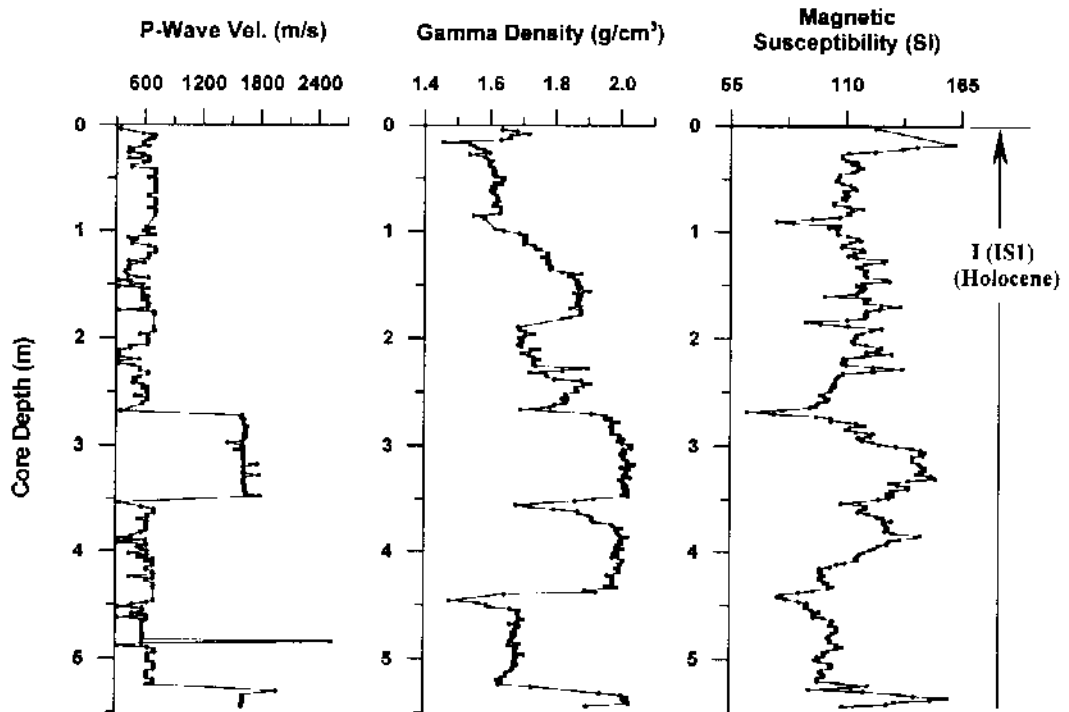 P-Wave Vel. (m/s)
600 1200 1800 2400
Gamma Density (g/cm³)
1.4 1.6 1.8 2.0
Magnetic
Susceptibility (SI)
55 110 165
Core Depth (m)
0
1
2
3
4
5
0
1
2
3
4
5
0
1
2
3
4
5
I (IS1)
(Holocene)